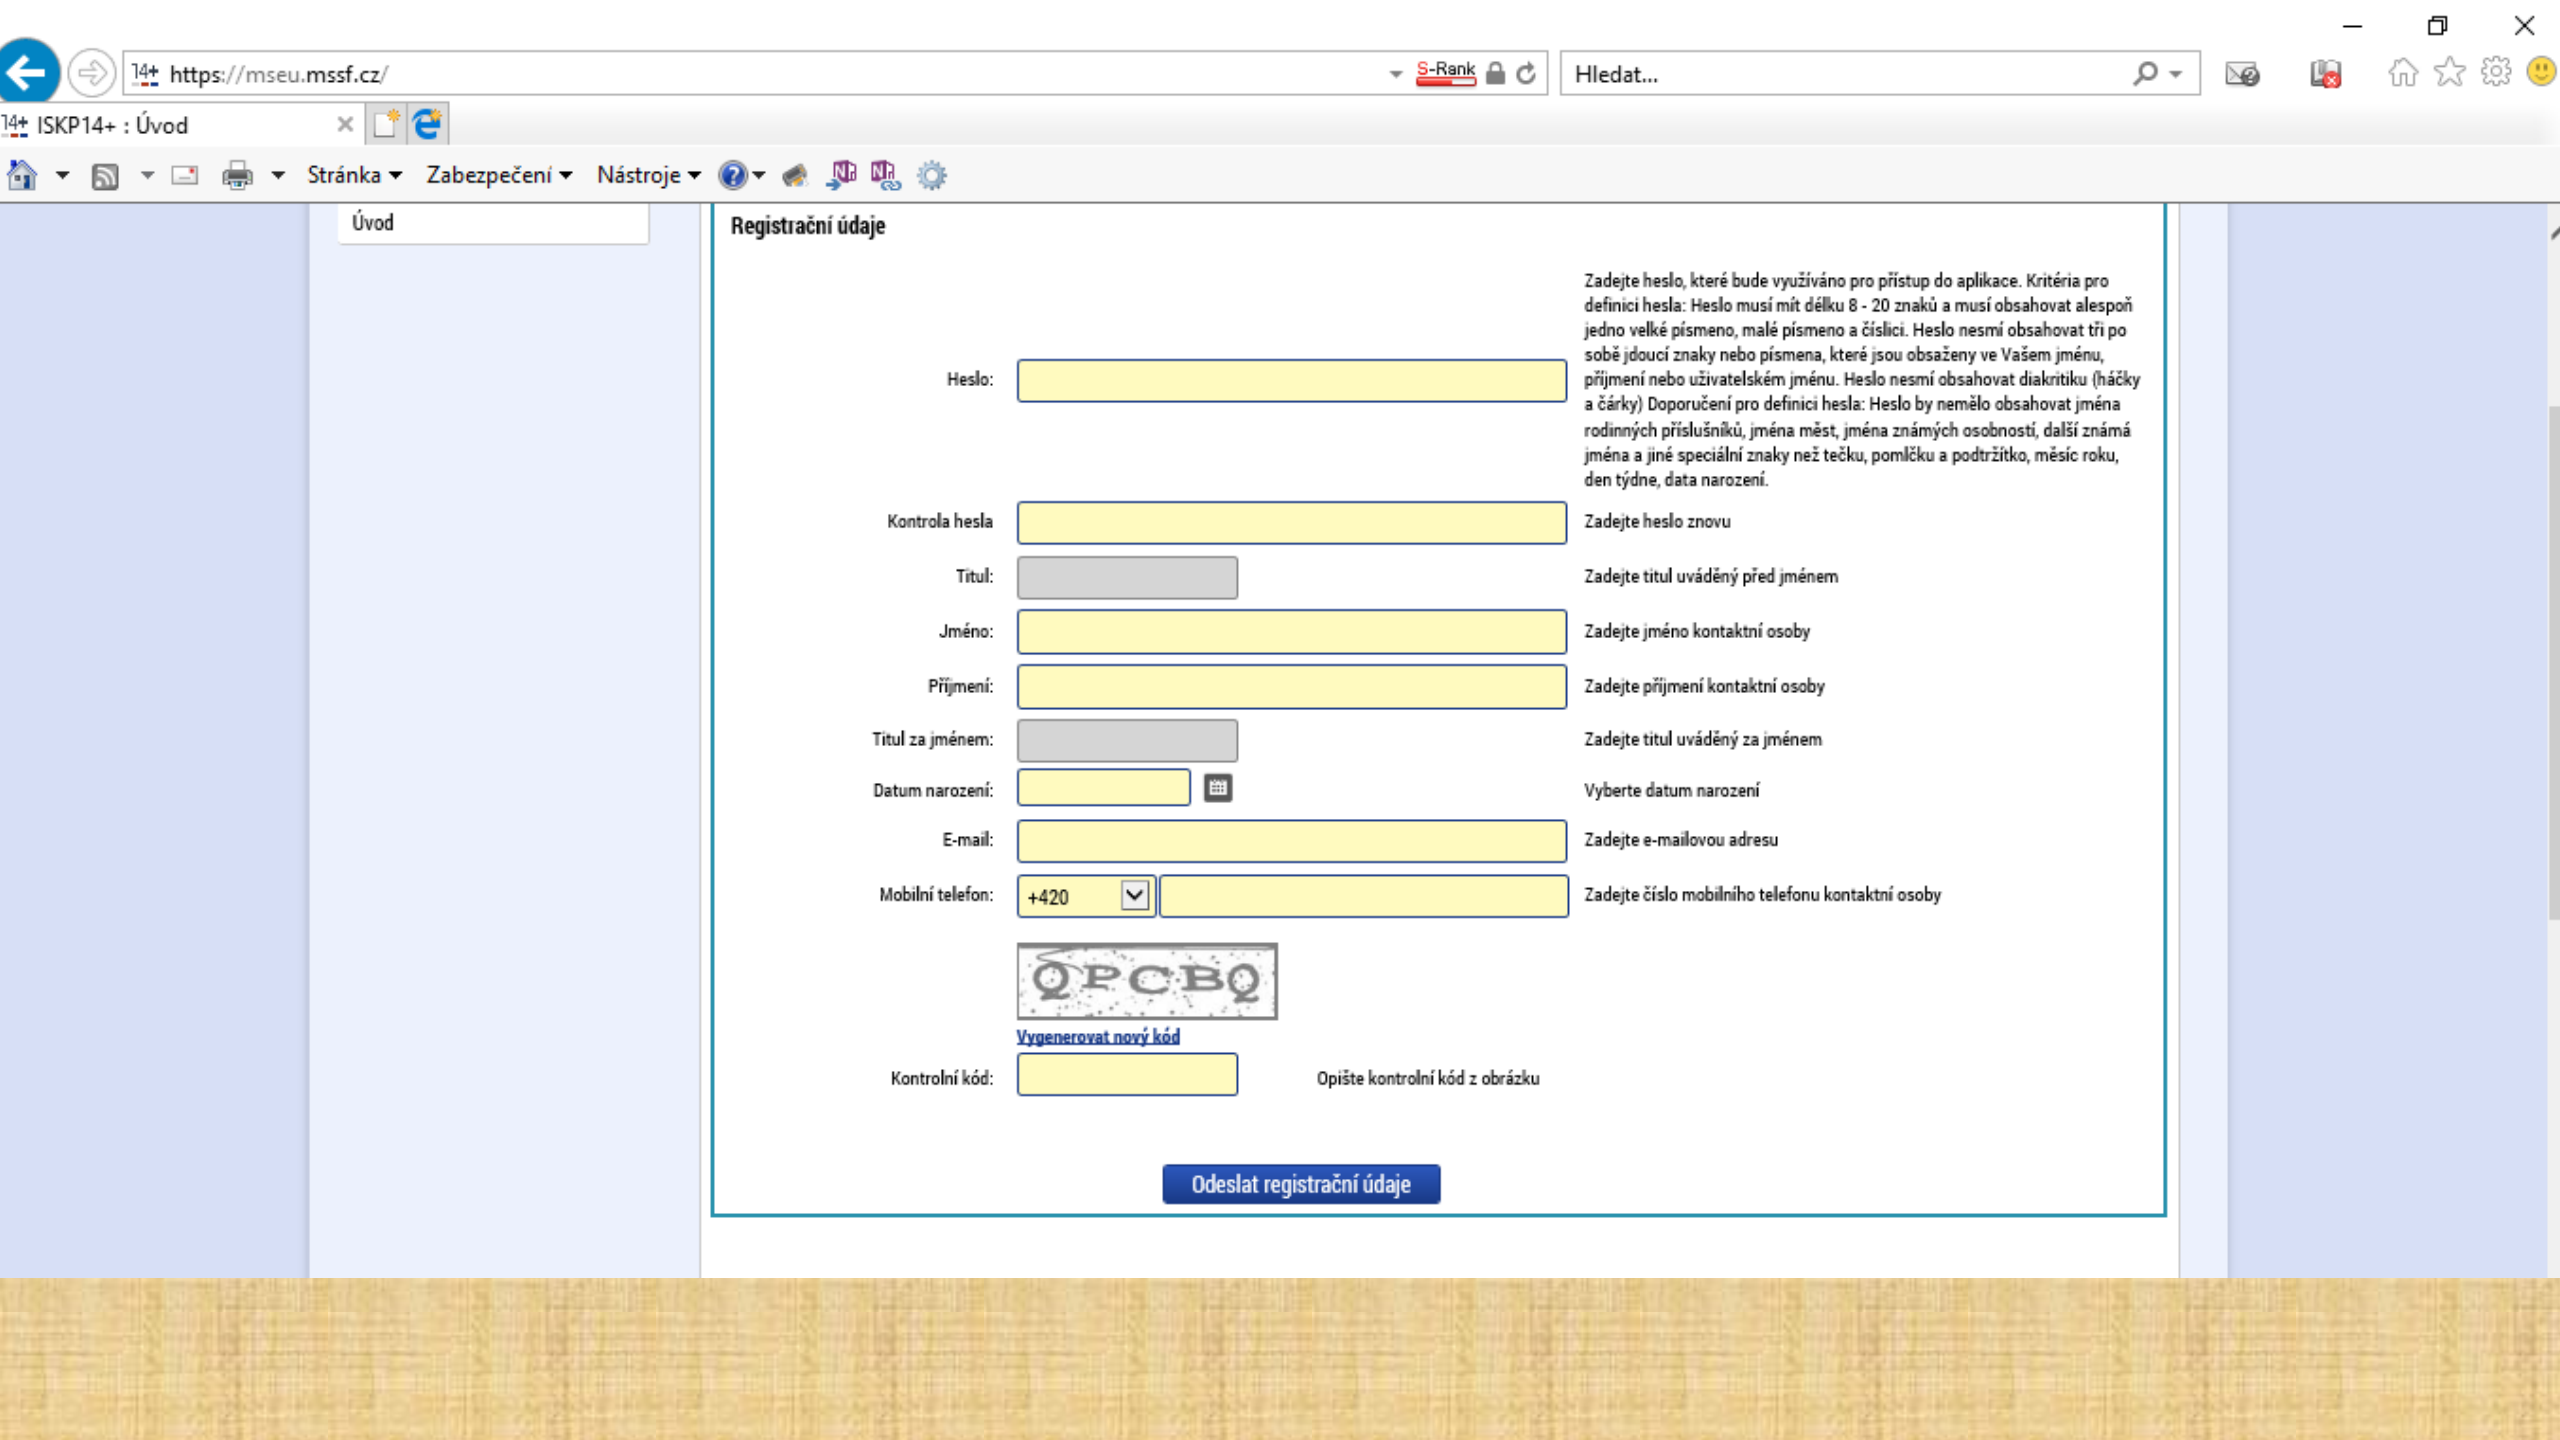 14+ https://mseu.mssf.cz/
S-Rank
Hledat...
14+ ISKP14+ : Úvod
Stránka Zabezpečení Nástroje
Úvod
Registrační údaje
Zadejte heslo, které bude využíváno pro přístup do aplikace. Kritéria pro
definici hesla: Heslo musí mít délku 8 - 20 znaků a musí obsahovat alespoň
jedno velké písmeno, malé písmeno a číslici. Heslo nesmí obsahovat tři po
sobě jdoucí znaky nebo písmena, které jsou obsaženy ve Vašem jménu,
příjmení nebo uživatelském jménu. Heslo nesmí obsahovat diakritiku (háčky
a čárky) Doporučení pro definici hesla: Heslo by nemělo obsahovat jména
rodinných příslušníků, jména měst, jména známých osobností, další známá
jména a jiné speciální znaky než tečku, pomlčku a podtržítko, měsíc roku,
den týdne, data narození.
Heslo:
Kontrola hesla Zadejte heslo znovu
Titul: Zadejte titul uváděný před jménem
Jméno: Zadejte jméno kontaktní osoby
Příjmení: Zadejte příjmení kontaktní osoby
Titul za jménem: Zadejte titul uváděný za jménem
Datum narození: Vyberte datum narození
E-mail: Zadejte e-mailovou adresu
Mobilní telefon: +420 Zadejte číslo mobilního telefonu kontaktní osoby
QPCBQ
Vygenerovat nový kód
Kontrolní kód: Opište kontrolní kód z obrázku
Odeslat registrační údaje